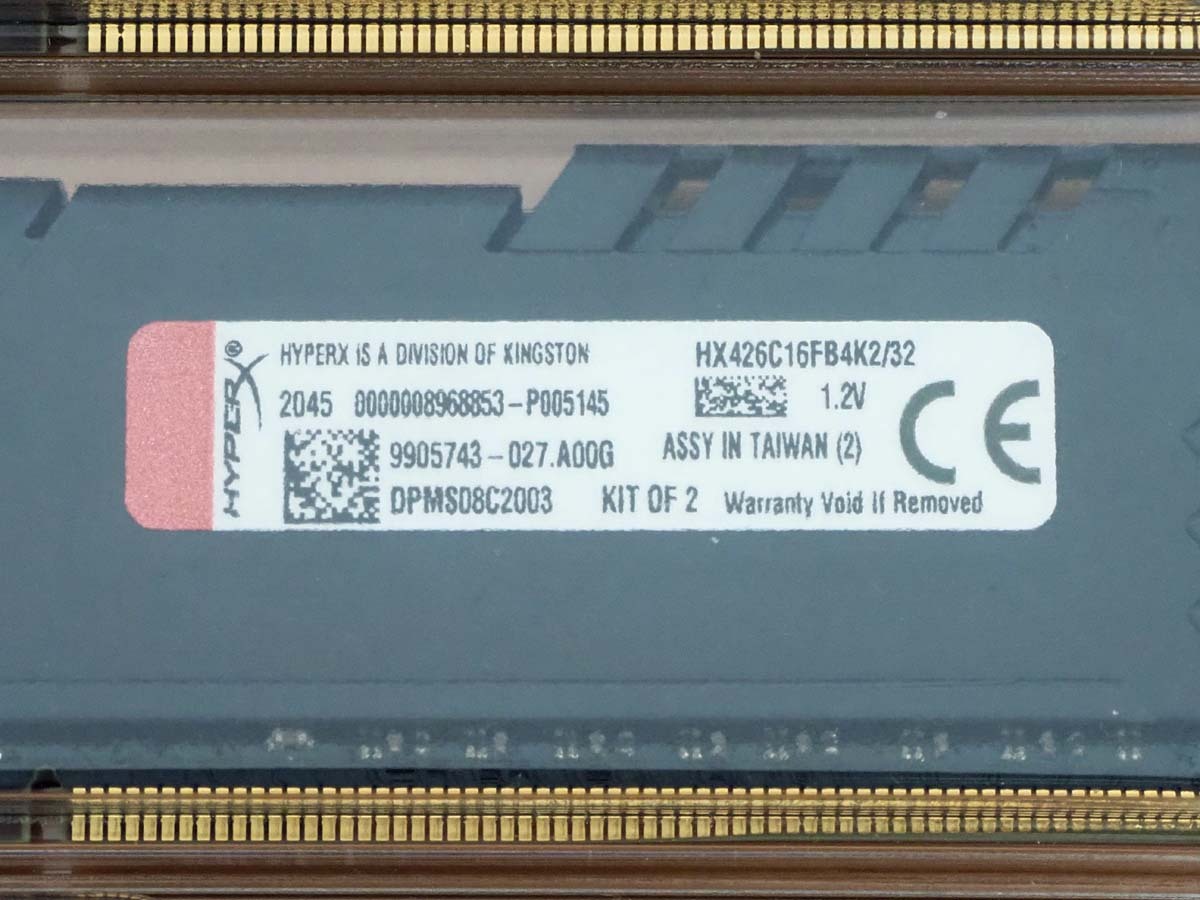 HYPERX®
HYPERX IS A DIVISION OF KINGSTON
2045 0000008968853-P005145
9905743-027.A00G
DPMS08C2003 KIT OF 2
HX426C16FB4K2/32
1.2V
ASSY IN TAIWAN (2)
Warranty Void If Removed
CE